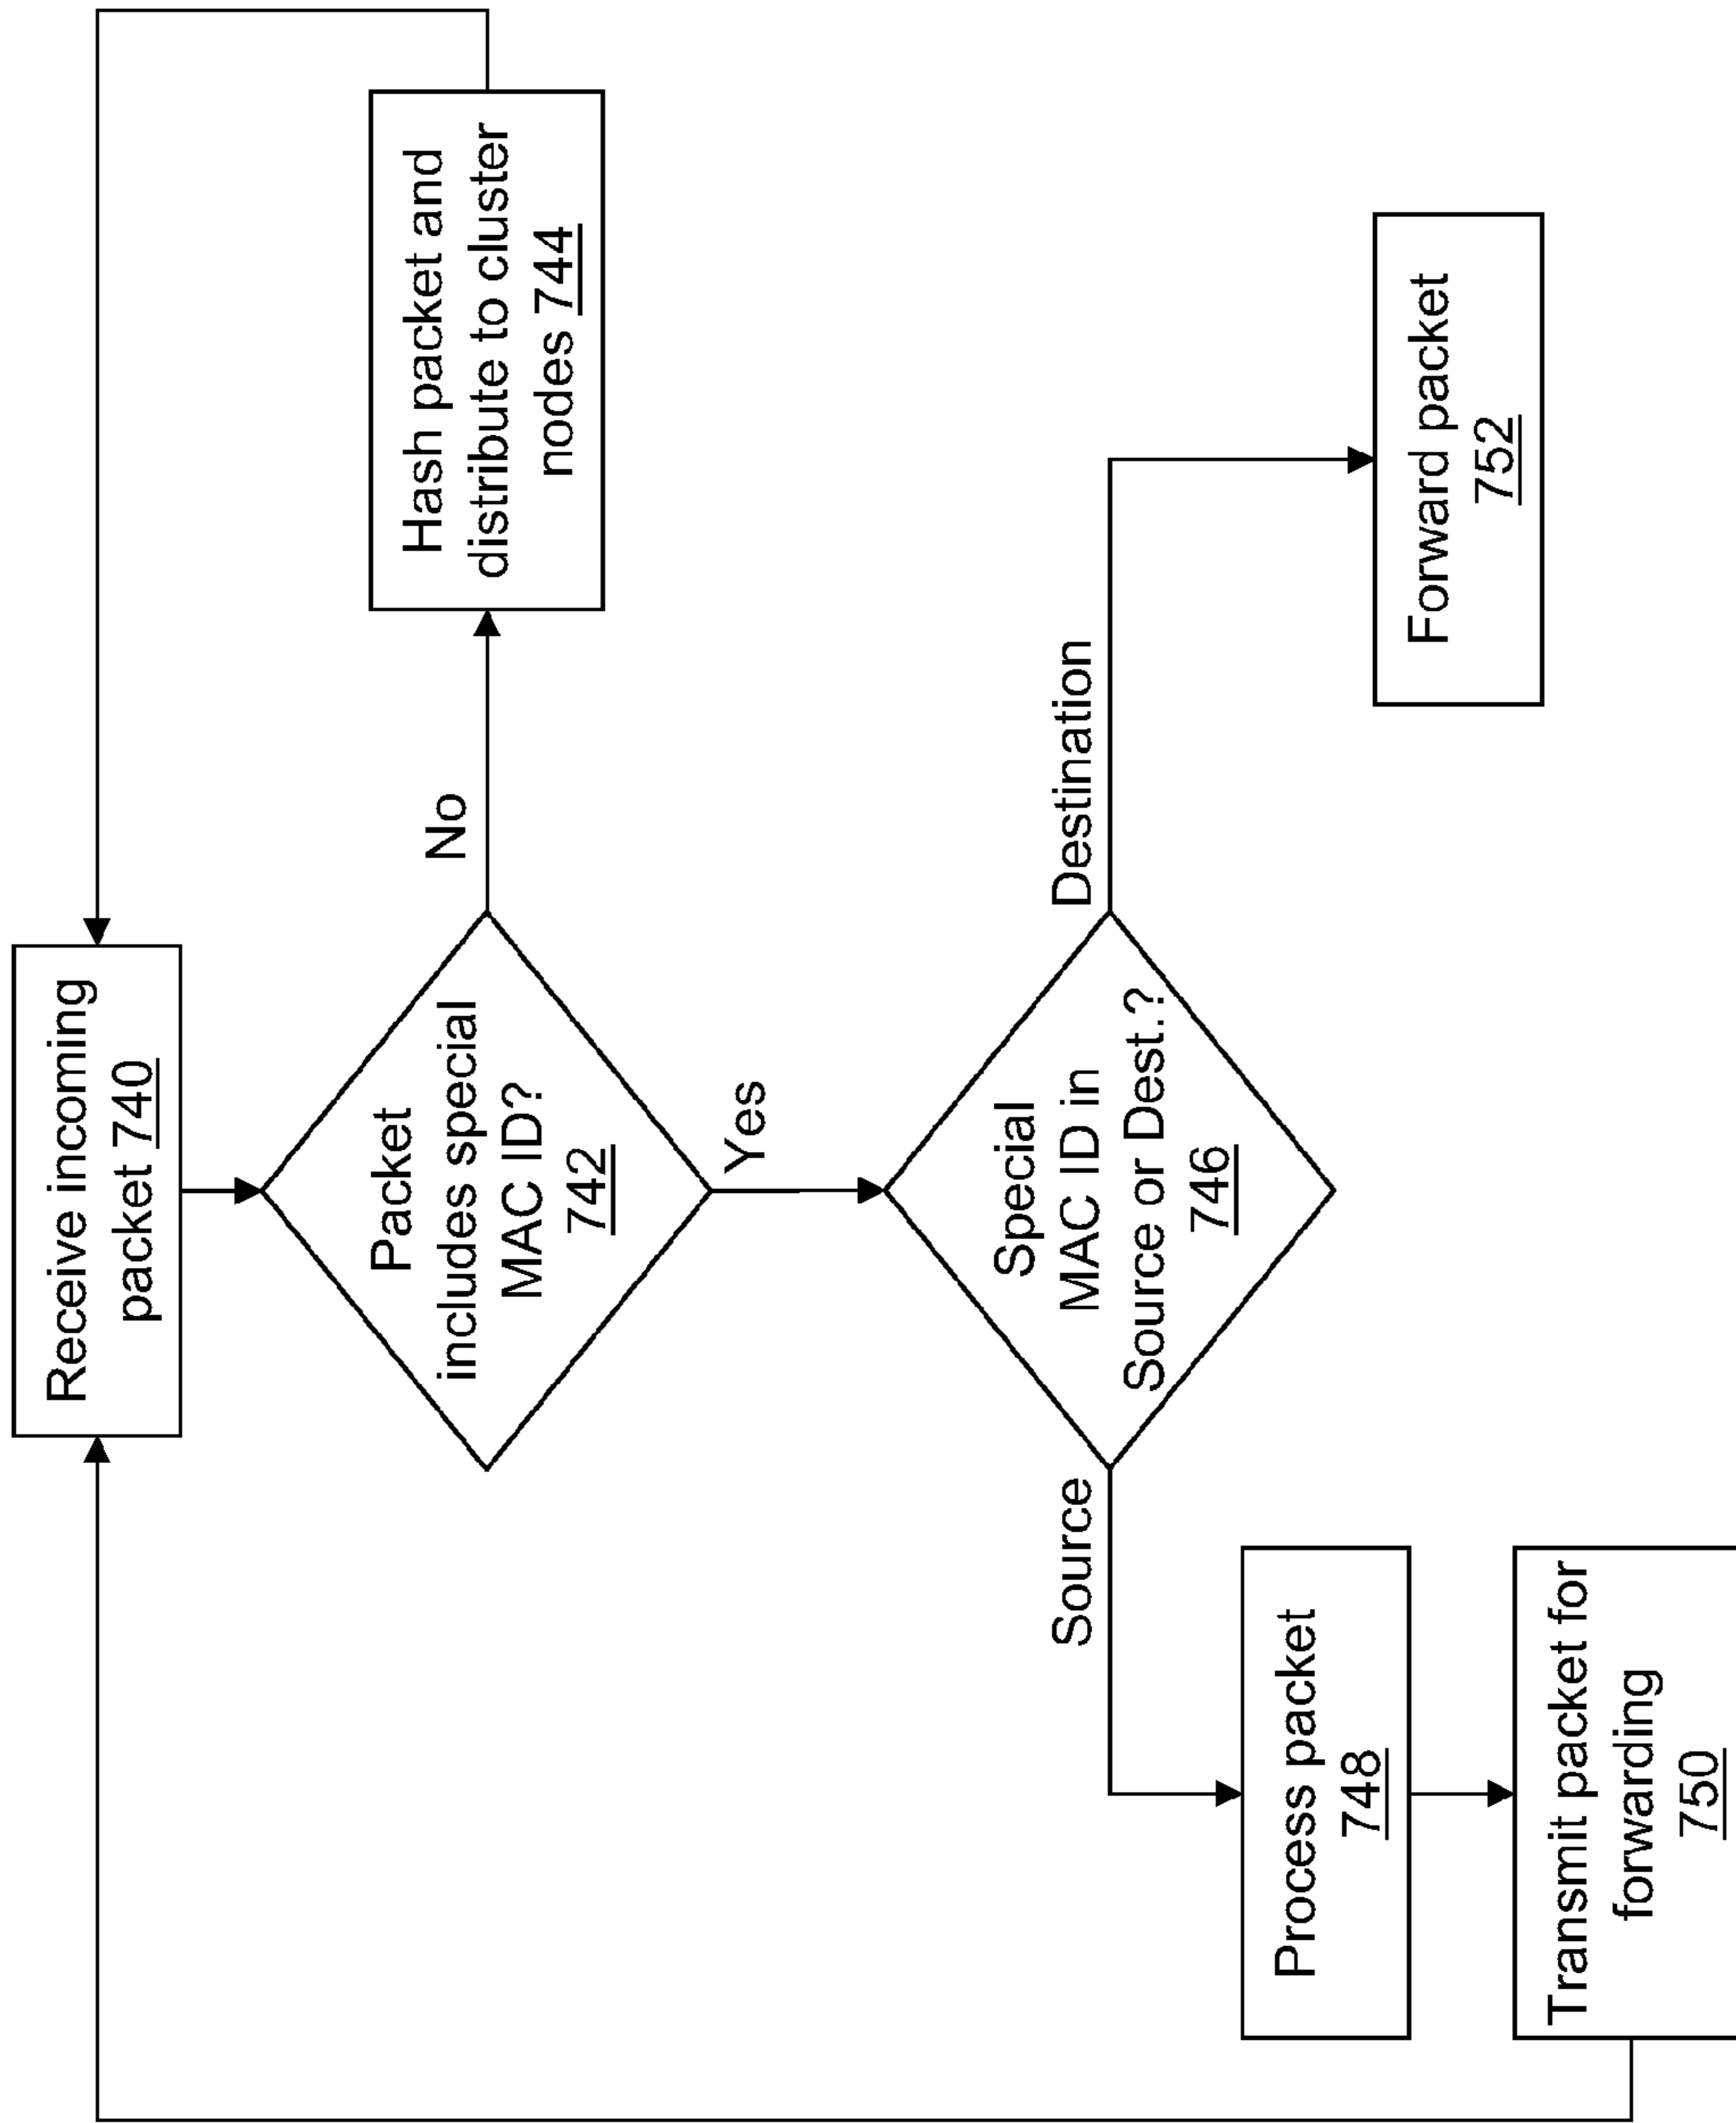 Receive incoming
packet 740
Packet
includes special
MAC ID?
742
No
Hash packet and
distribute to cluster
nodes 744
Yes
Special
MAC ID in
Source or Dest.?
746
Source
Destination
Process packet
748
Transmit packet for
forwarding
750
Forward packet
752